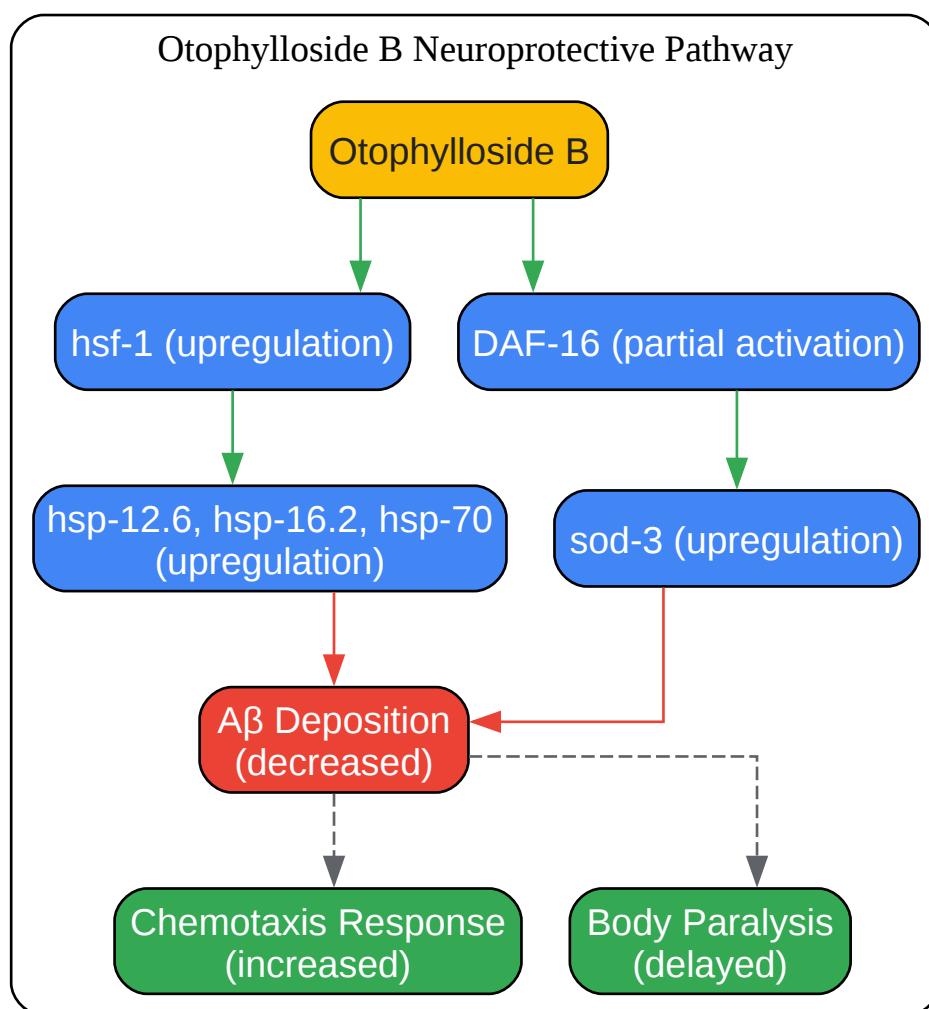 Otophylloside B Neuroprotective Pathway
Otophylloside B
hsf-1 (upregulation)
DAF-16 (partial activation)
hsp-12.6, hsp-16.2, hsp-70
(upregulation)
sod-3 (upregulation)
Aβ Deposition
(decreased)
Chemotaxis Response
(increased)
Body Paralysis
(delayed)